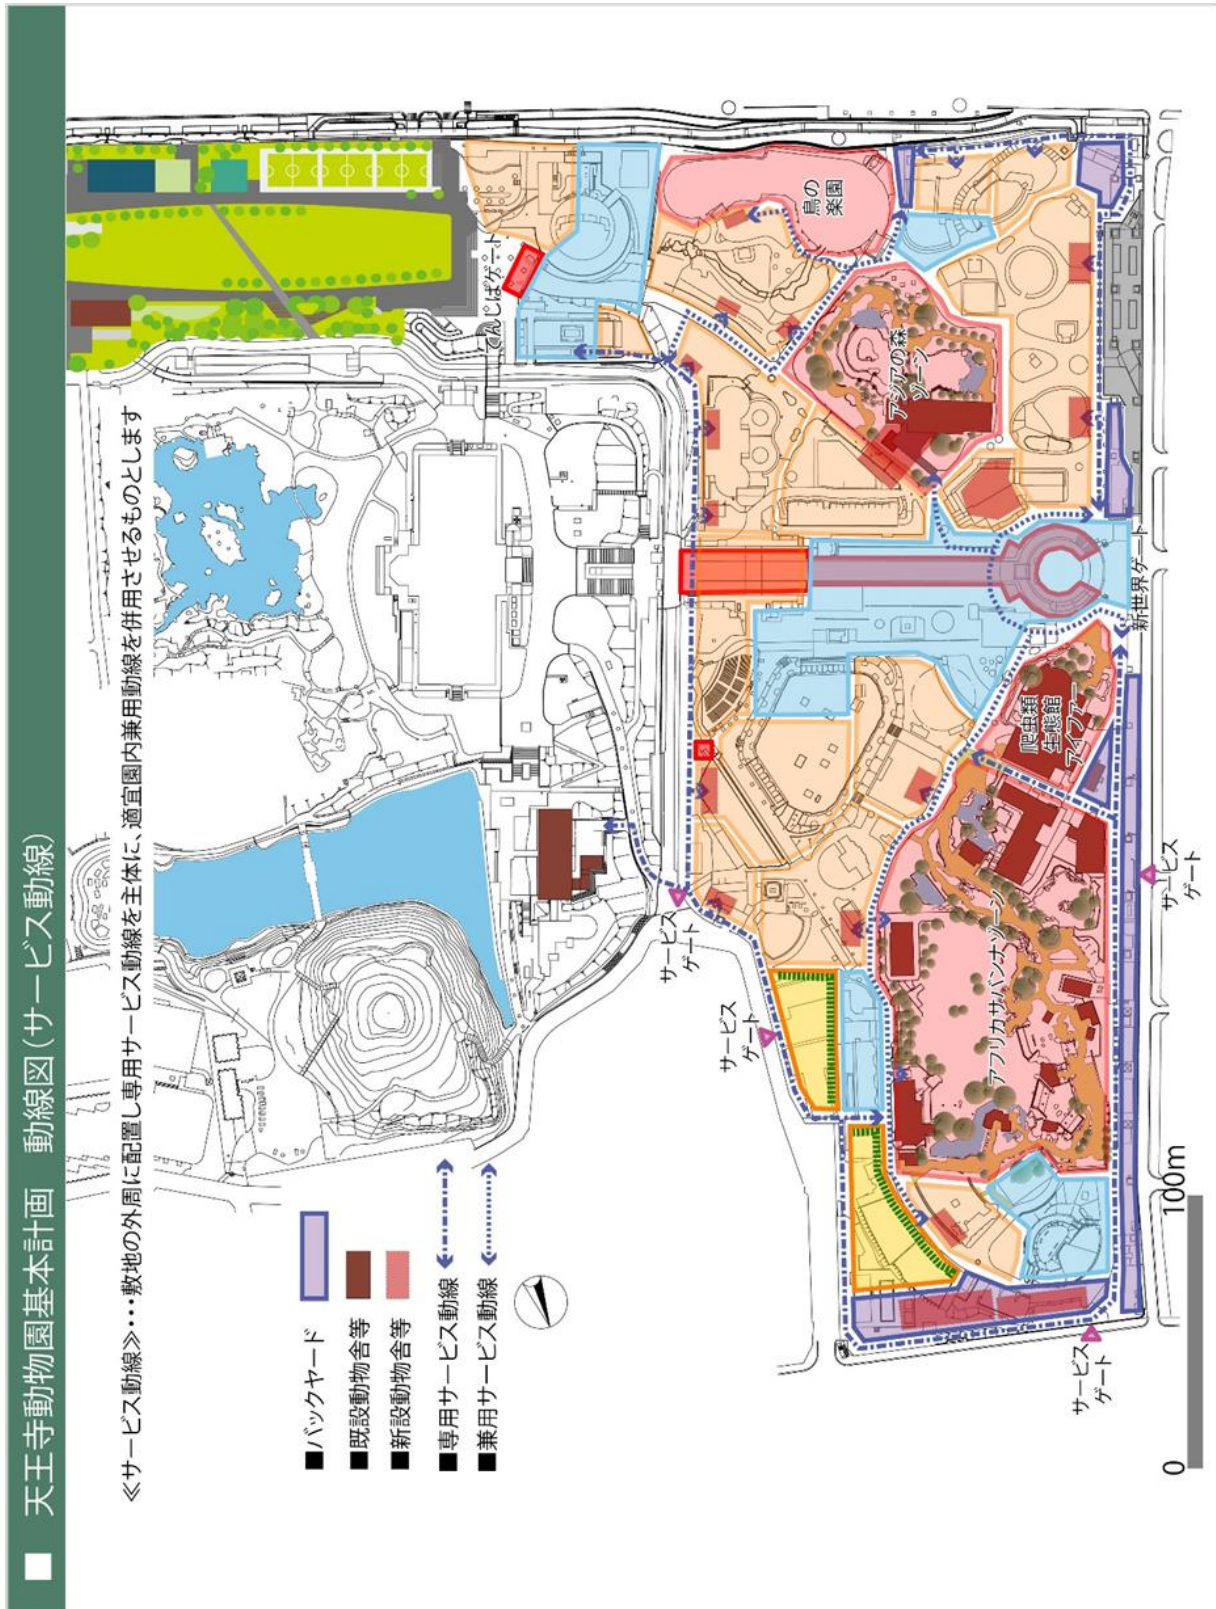 ■ 天王寺動物園基本計画 動線図(サービス動線)
≪サービス動線≫・・・敷地の外周に配置し専用サービス動線を主体に、適宜園内兼用動線を併用させるものとします
■バックヤード
■既設動物舎等
■新設動物舎等
■専用サービス動線
■兼用サービス動線
てんしばゲート
サービス
ゲート
サービス
ゲート
鳥の
楽園
アジアの森
ゾーン
爬虫類
生態館
アイファー
アフリカサバンナゾーン
新世界ゲート
サービス
ゲート
サービス
ゲート
0 100m